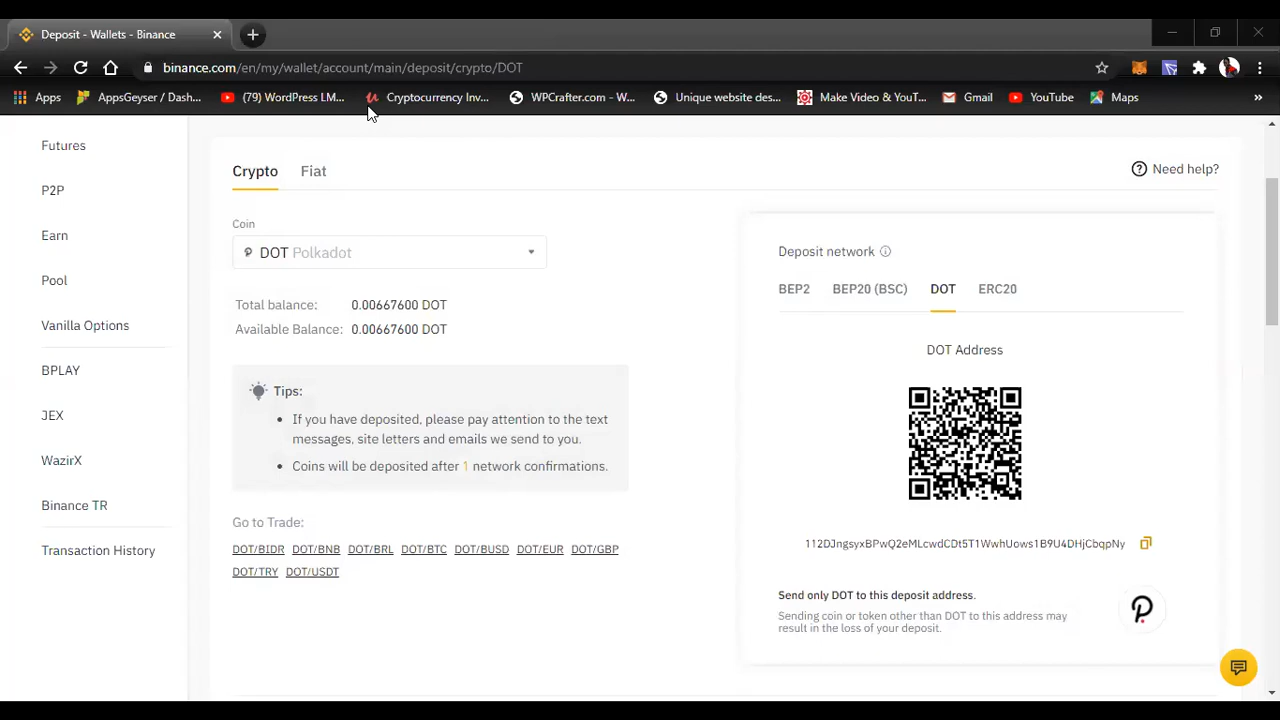 Deposit - Wallets - Binance
binance.com/en/my/wallet/account/main/deposit/crypto/DOT
Apps AppsGeyser / Dash... (79) WordPress LM... Cryptocurrency Inv... WPCrafter.com - W... Unique website des... Make Video & YouT... Gmail YouTube Maps »
Futures
P2P
Earn
Pool
Vanilla Options
BPLAY
JEX
WazirX
Binance TR
Transaction History
Crypto Fiat
Need help?
Coin
DOT Polkadot
Total balance: 0.00667600 DOT
Available Balance: 0.00667600 DOT
Tips:
• If you have deposited, please pay attention to the text
messages, site letters and emails we send to you.
• Coins will be deposited after 1 network confirmations.
Go to Trade:
DOT/BIDR DOT/BNB DOT/BRL DOT/BTC DOT/BUSD DOT/EUR DOT/GBP
DOT/TRY DOT/USDT
Deposit network
BEP2 BEP20 (BSC) DOT ERC20
DOT Address
112DJngsyxBPwQ2eMLcwdCDt5T1WwhUows1B9U4DHjCbqpNy
Send only DOT to this deposit address.
Sending coin or token other than DOT to this address may
result in the loss of your deposit.